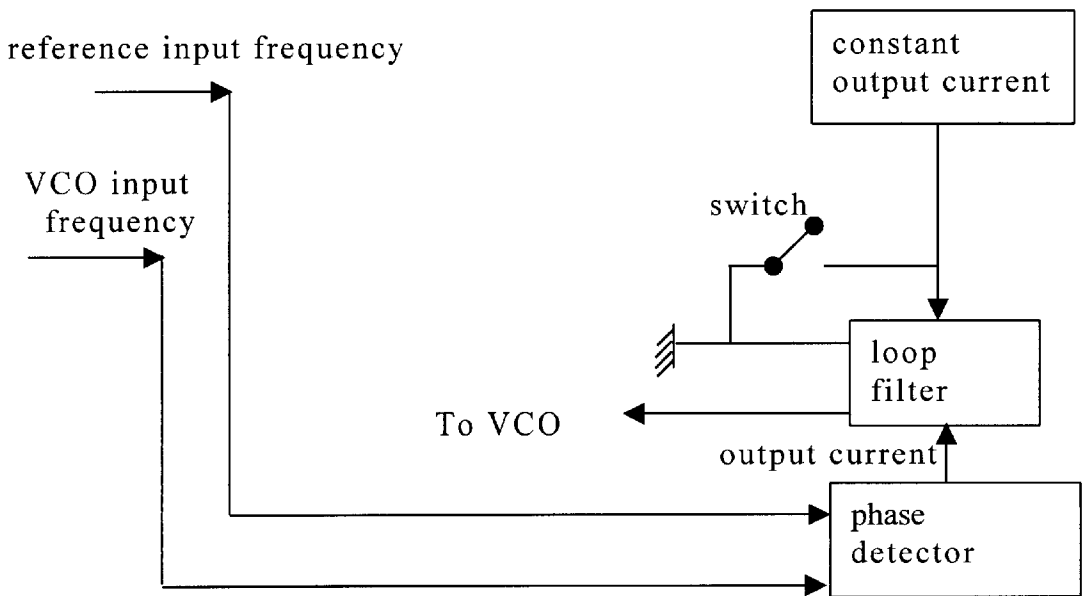 reference input frequency
constant
output current
VCO input
frequency
switch
loop
filter
To VCO
output current
phase
detector